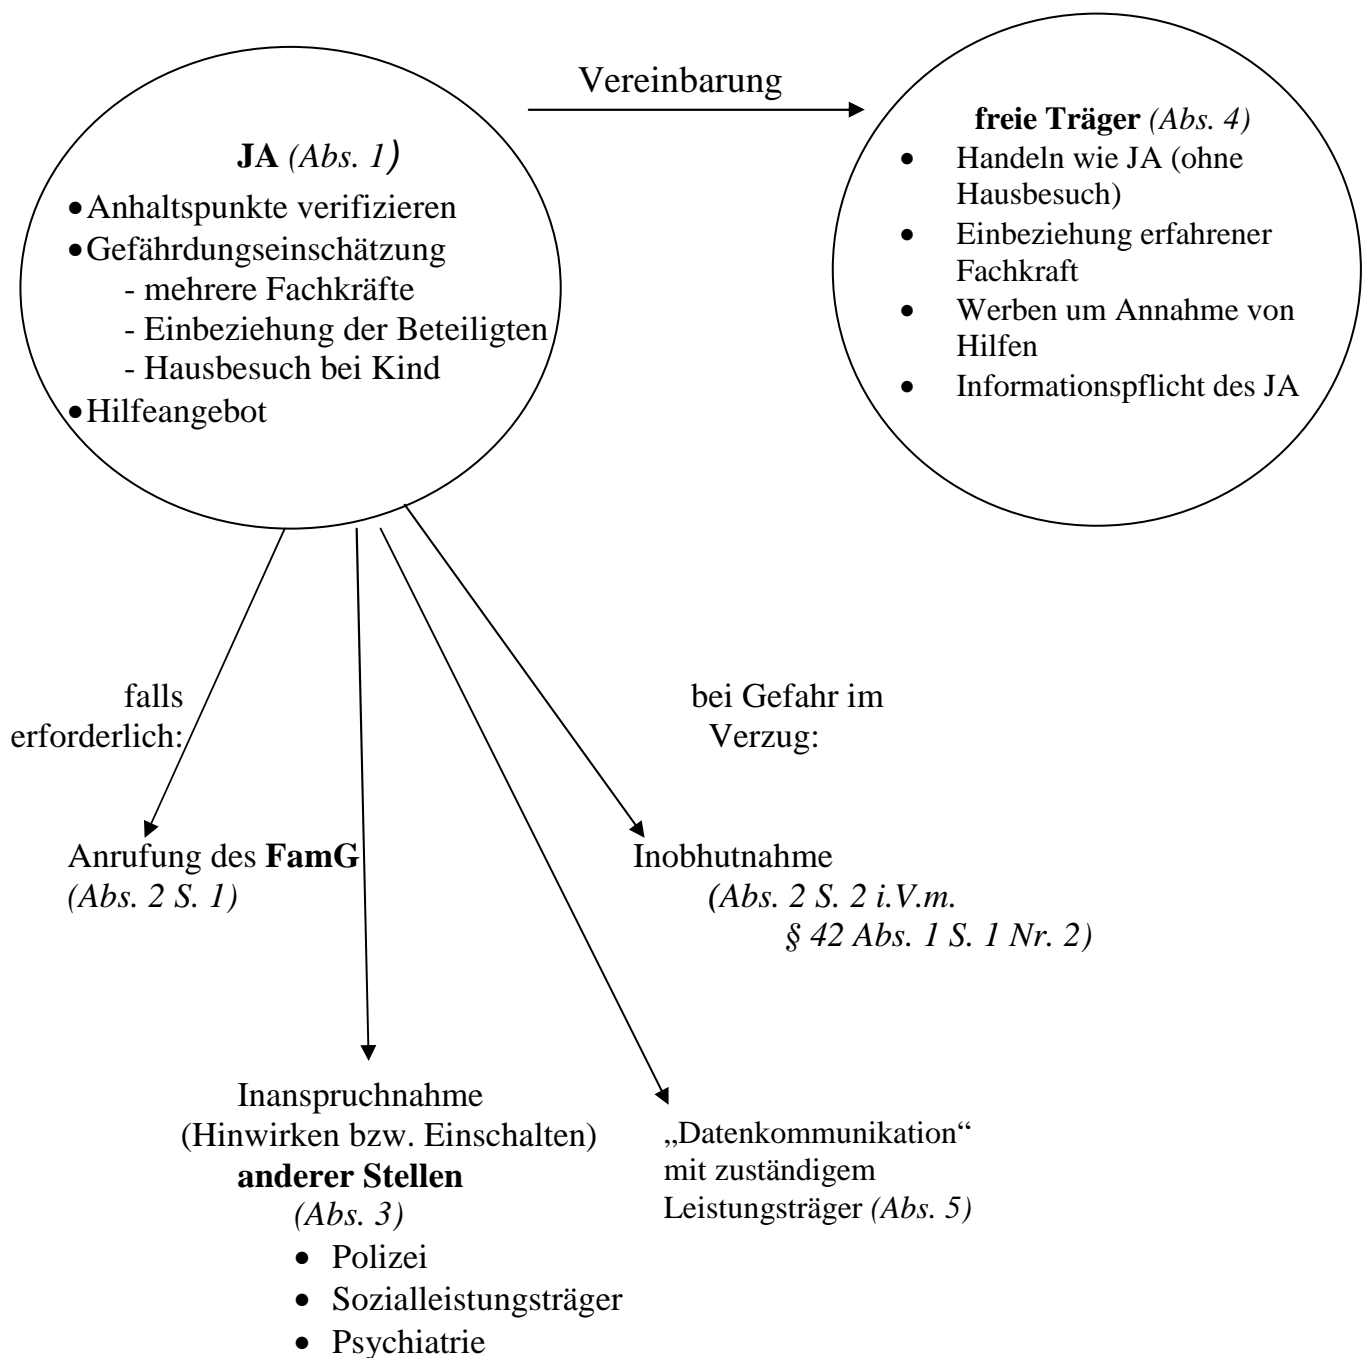 Vereinbarung
JA (Abs. 1)
•Anhaltspunkte verifizieren
•Gefährdungseinschätzung
- mehrere Fachkräfte
- Einbeziehung der Beteiligten
- Hausbesuch bei Kind
•Hilfeangebot
freie Träger (Abs. 4)
• Handeln wie JA (ohne
Hausbesuch)
• Einbeziehung erfahrener
Fachkraft
• Werben um Annahme von
Hilfen
• Informationspflicht des JA
falls
erforderlich:
bei Gefahr im
Verzug:
Anrufung des FamG
(Abs. 2 S. 1)
Inobhutnahme
(Abs. 2 S. 2 i.V.m.
§ 42 Abs. 1 S. 1 Nr. 2)
Inanspruchnahme
(Hinwirken bzw. Einschalten)
anderer Stellen
(Abs. 3)
• Polizei
• Sozialleistungsträger
• Psychiatrie
„Datenkommunikation“
mit zuständigem
Leistungsträger (Abs. 5)